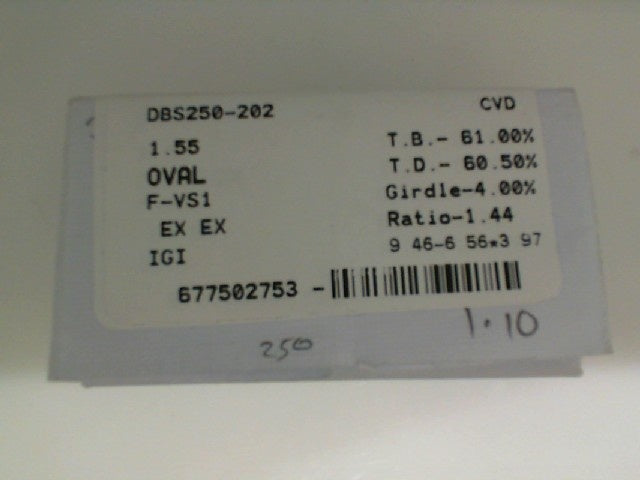 DBS250-202
CVD
1.55
OVAL
F-VS1
EX EX
IGI
T.B.- 61.00%
T.D.- 60.50%
Girdle-4.00%
Ratio-1.44
9 46-6 56*3 97
677502753 -
250
1.10